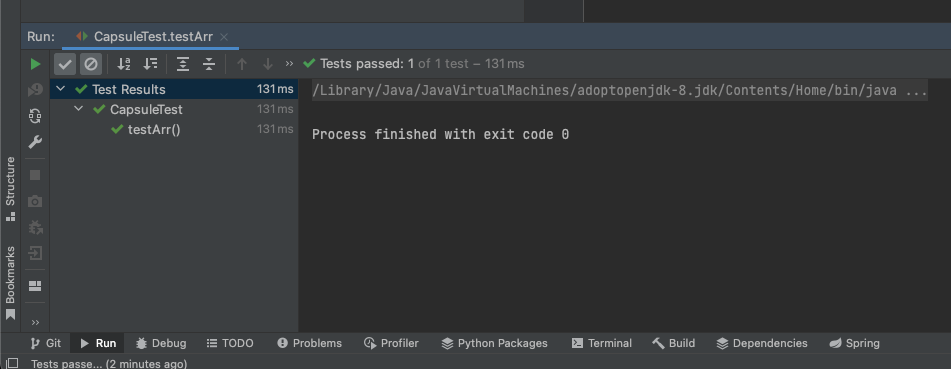 Run:
CapsuleTest.testArr
Tests passed: 1 of 1 test – 131 ms
Test Results 131 ms
CapsuleTest 131 ms
testArr() 131 ms
/Library/Java/JavaVirtualMachines/adoptopenjdk-8.jdk/Contents/Home/bin/java ...
Process finished with exit code 0
Structure
Bookmarks
Git
Run
Debug
TODO
Problems
Profiler
Python Packages
Terminal
Build
Dependencies
Spring
Tests passe... (2 minutes ago)